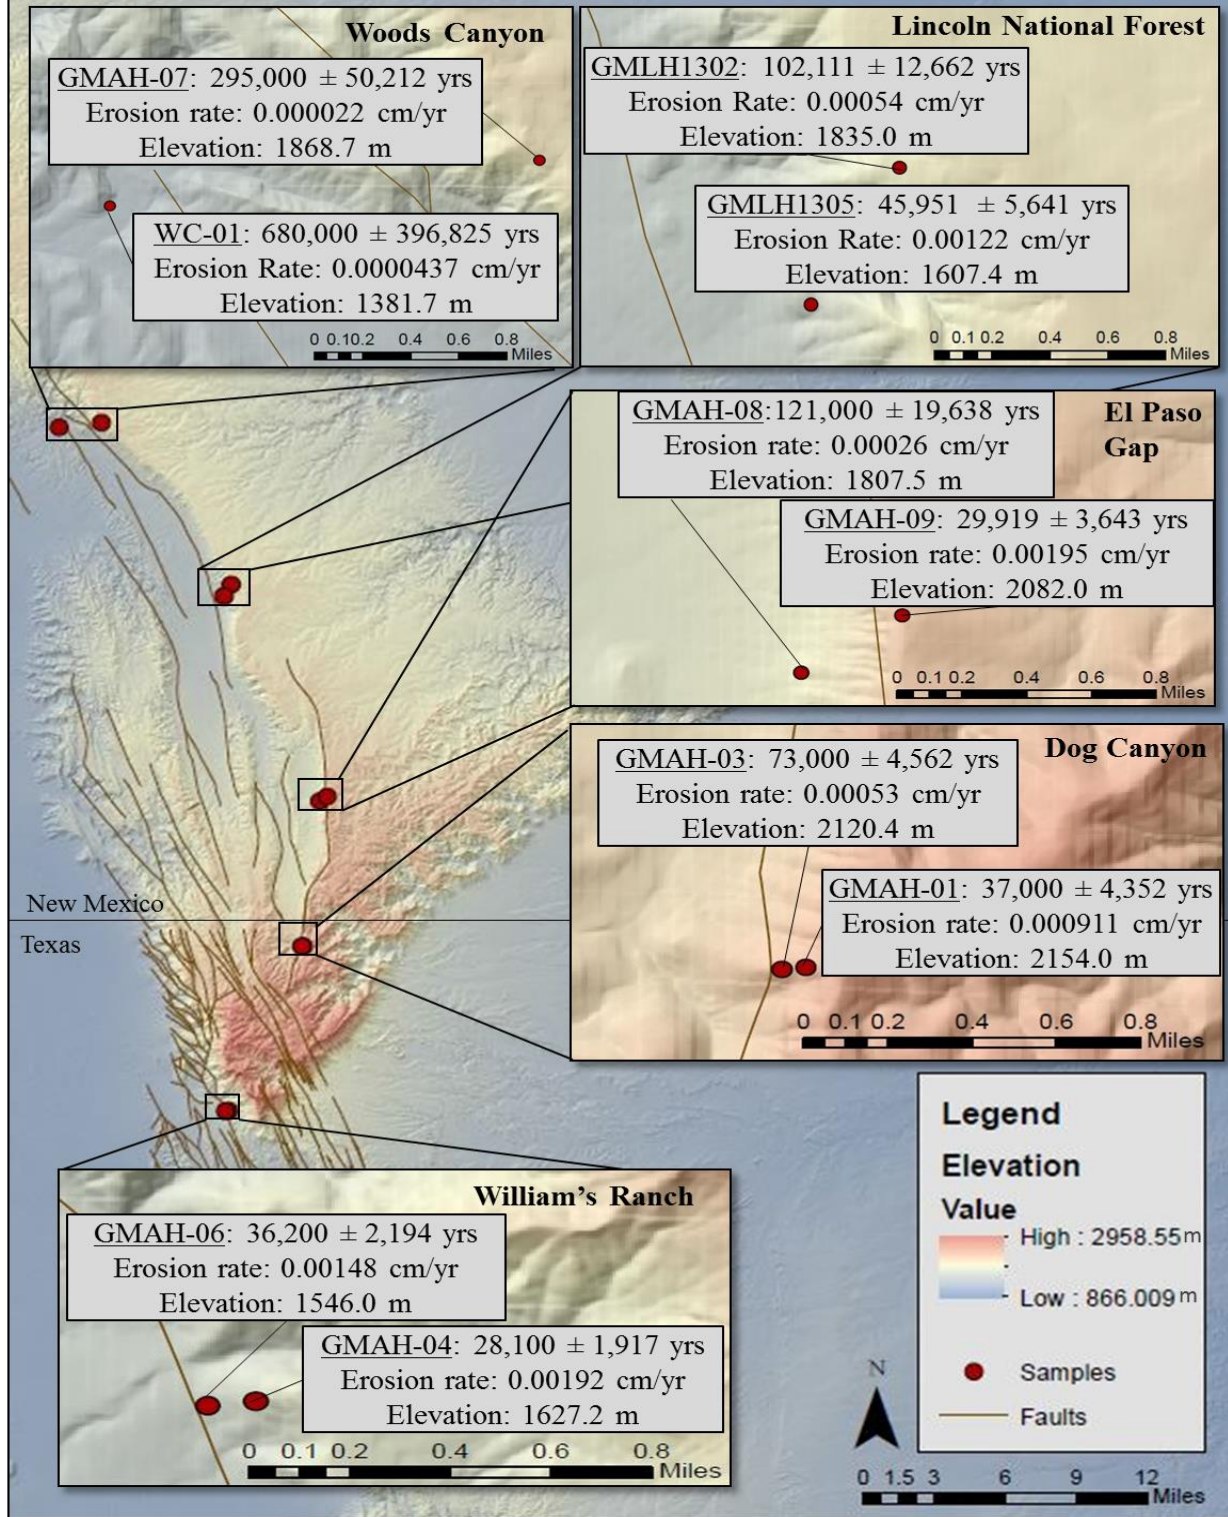 Woods Canyon
GMAH-07: 295,000 ± 50,212 yrs
Erosion rate: 0.000022 cm/yr
Elevation: 1868.7 m
WC-01: 680,000 ± 396,825 yrs
Erosion Rate: 0.0000437 cm/yr
Elevation: 1381.7 m
0 0.10.2 0.4 0.6 0.8
Miles
Lincoln National Forest
GMLH1302: 102,111 ± 12,662 yrs
Erosion Rate: 0.00054 cm/yr
Elevation: 1835.0 m
GMLH1305: 45,951 ± 5,641 yrs
Erosion Rate: 0.00122 cm/yr
Elevation: 1607.4 m
0 0.1 0.2 0.4 0.6 0.8
Miles
El Paso
Gap
GMAH-08:121,000 ± 19,638 yrs
Erosion rate: 0.00026 cm/yr
Elevation: 1807.5 m
GMAH-09: 29,919 ± 3,643 yrs
Erosion rate: 0.00195 cm/yr
Elevation: 2082.0 m
0 0.1 0.2 0.4 0.6 0.8
Miles
Dog Canyon
GMAH-03: 73,000 ± 4,562 yrs
Erosion rate: 0.00053 cm/yr
Elevation: 2120.4 m
GMAH-01: 37,000 ± 4,352 yrs
Erosion rate: 0.000911 cm/yr
Elevation: 2154.0 m
0 0.1 0.2 0.4 0.6 0.8
Miles
New Mexico
Texas
William’s Ranch
GMAH-06: 36,200 ± 2,194 yrs
Erosion rate: 0.00148 cm/yr
Elevation: 1546.0 m
GMAH-04: 28,100 ± 1,917 yrs
Erosion rate: 0.00192 cm/yr
Elevation: 1627.2 m
0 0.1 0.2 0.4 0.6 0.8
Miles
Legend
Elevation
Value
High : 2958.55 m
Low : 866.009 m
Samples
Faults
N
0 1.5 3 6 9 12
Miles